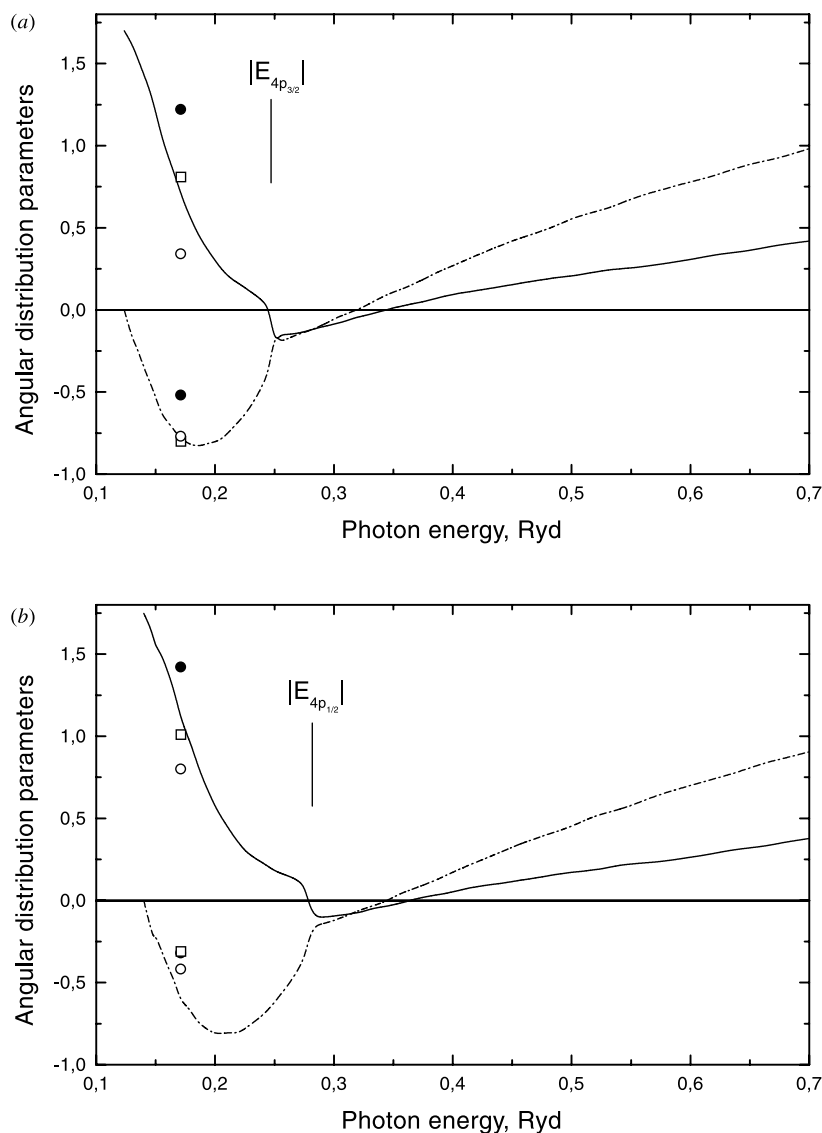 (a)
Angular distribution parameters
1,5
1,0
0,5
0,0
-0,5
-1,0
|E4p3/2|
0,1 0,2 0,3 0,4 0,5 0,6 0,7
Photon energy, Ryd
(b)
Angular distribution parameters
1,5
1,0
0,5
0,0
-0,5
-1,0
|E4p1/2|
0,1 0,2 0,3 0,4 0,5 0,6 0,7
Photon energy, Ryd